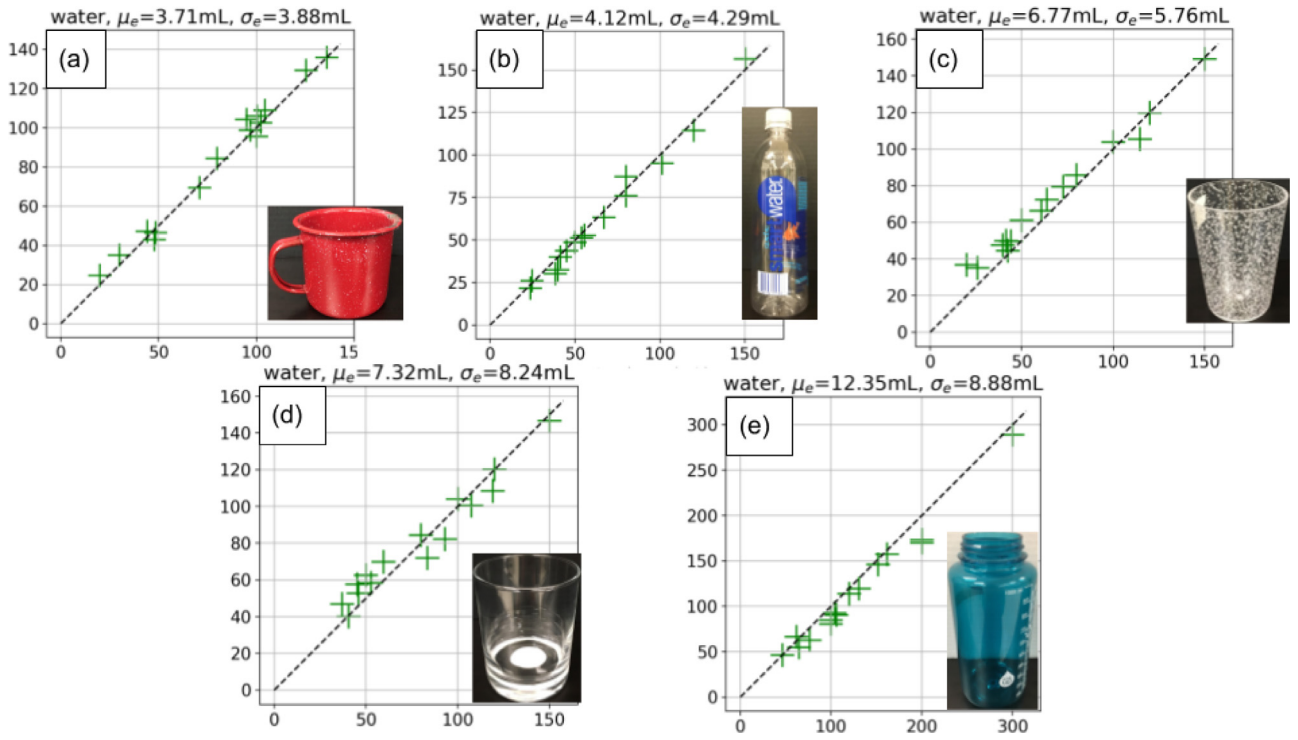 water, μₑ=3.71mL, σₑ=3.88mL
(a)
140
120
100
80
60
40
20
0
0 50 100 15
water, μₑ=4.12mL, σₑ=4.29mL
(b)
150
125
100
75
50
25
0
0 50 100 150
water
water, μₑ=6.77mL, σₑ=5.76mL
(c)
160
140
120
100
80
60
40
20
0
0 50 100 150
water, μₑ=7.32mL, σₑ=8.24mL
(d)
160
140
120
100
80
60
40
20
0
0 50 100 150
water, μₑ=12.35mL, σₑ=8.88mL
(e)
300
250
200
150
100
50
0
0 100 200 300